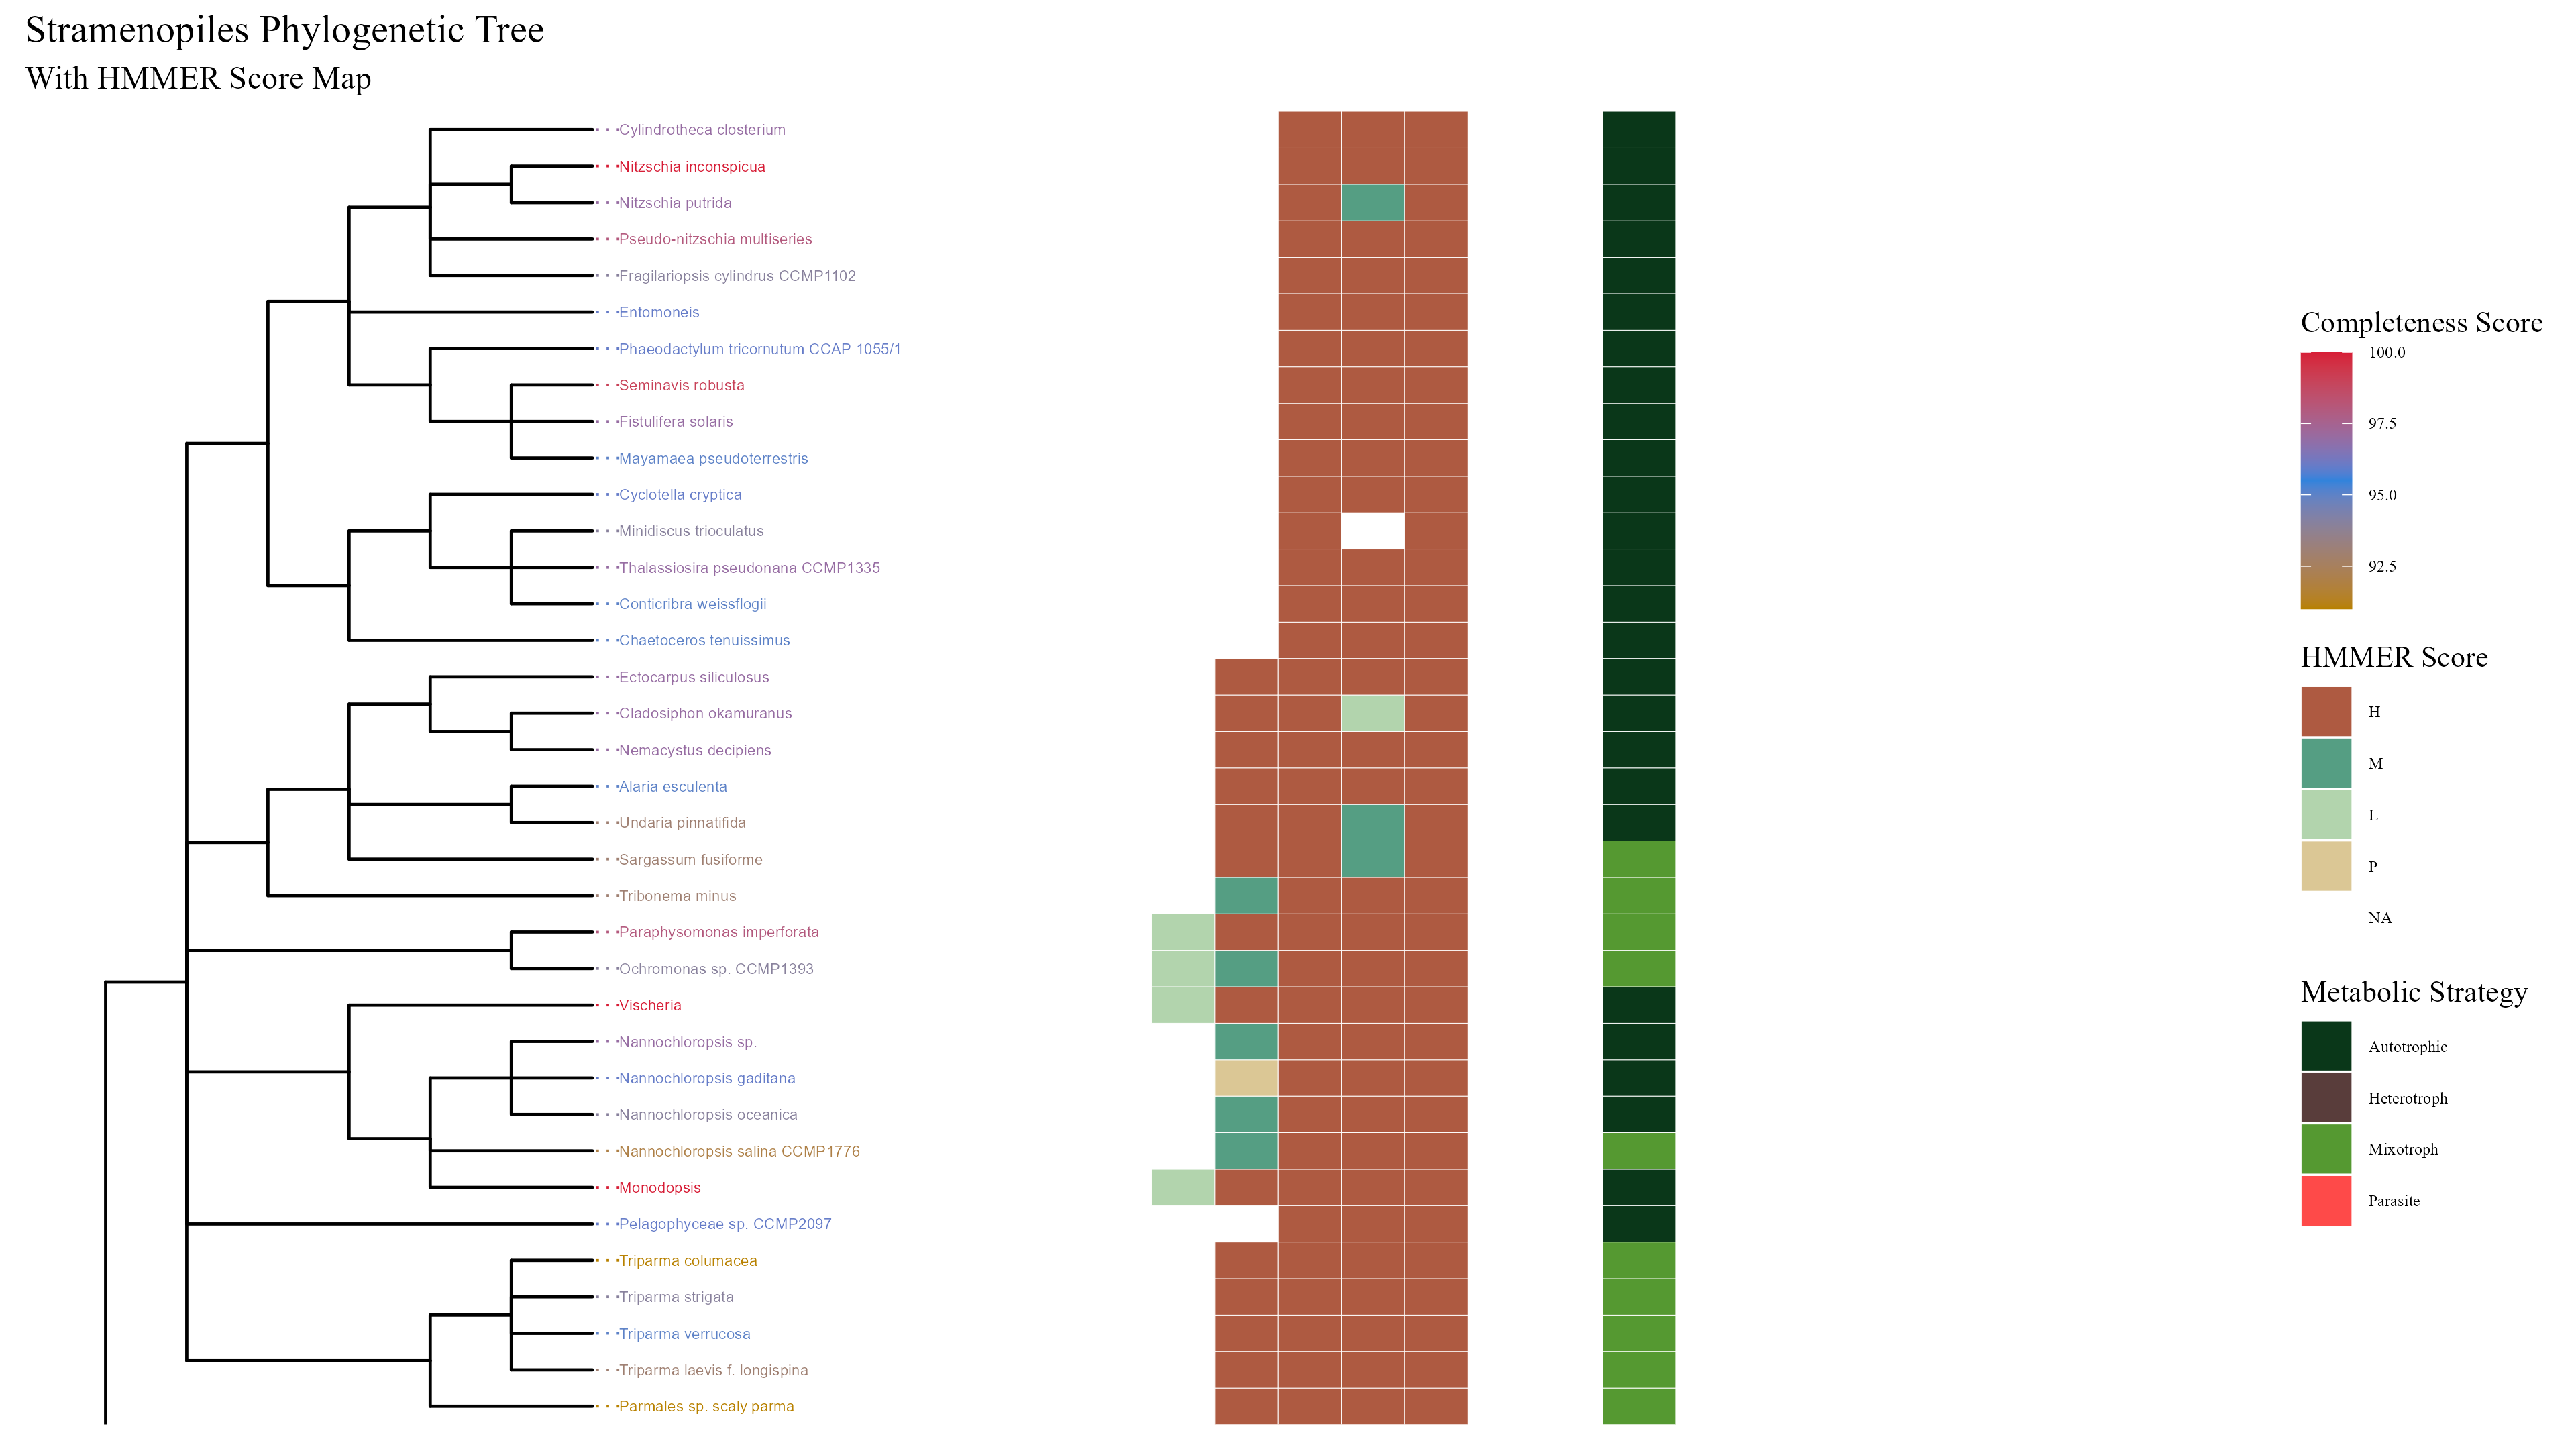 Stramenopiles Phylogenetic Tree
With HMMER Score Map
Cylindrotheca closterium
Nitzschia inconspicua
Nitzschia putrida
Pseudo-nitzschia multiseries
Fragilariopsis cylindrus CCMP1102
Entomoneis
Phaeodactylum tricornutum CCAP 1055/1
Seminavis robusta
Fistulifera solaris
Mayamaea pseudoterrestris
Cyclotella cryptica
Minidiscus trioculatus
Thalassiosira pseudonana CCMP1335
Conticribra weissflogii
Chaetoceros tenuissimus
Ectocarpus siliculosus
Cladosiphon okamuranus
Nemacystus decipiens
Alaria esculenta
Undaria pinnatifida
Sargassum fusiforme
Tribonema minus
Paraphysomonas imperforata
Ochromonas sp. CCMP1393
Vischeria
Nannochloropsis sp.
Nannochloropsis gaditana
Nannochloropsis oceanica
Nannochloropsis salina CCMP1776
Monodopsis
Pelagophyceae sp. CCMP2097
Triparma columacea
Triparma strigata
Triparma verrucosa
Triparma laevis f. longispina
Parmales sp. scaly parma
Completeness Score
100.0
97.5
95.0
92.5
HMMER Score
H
M
L
P
NA
Metabolic Strategy
Autotrophic
Heterotroph
Mixotroph
Parasite